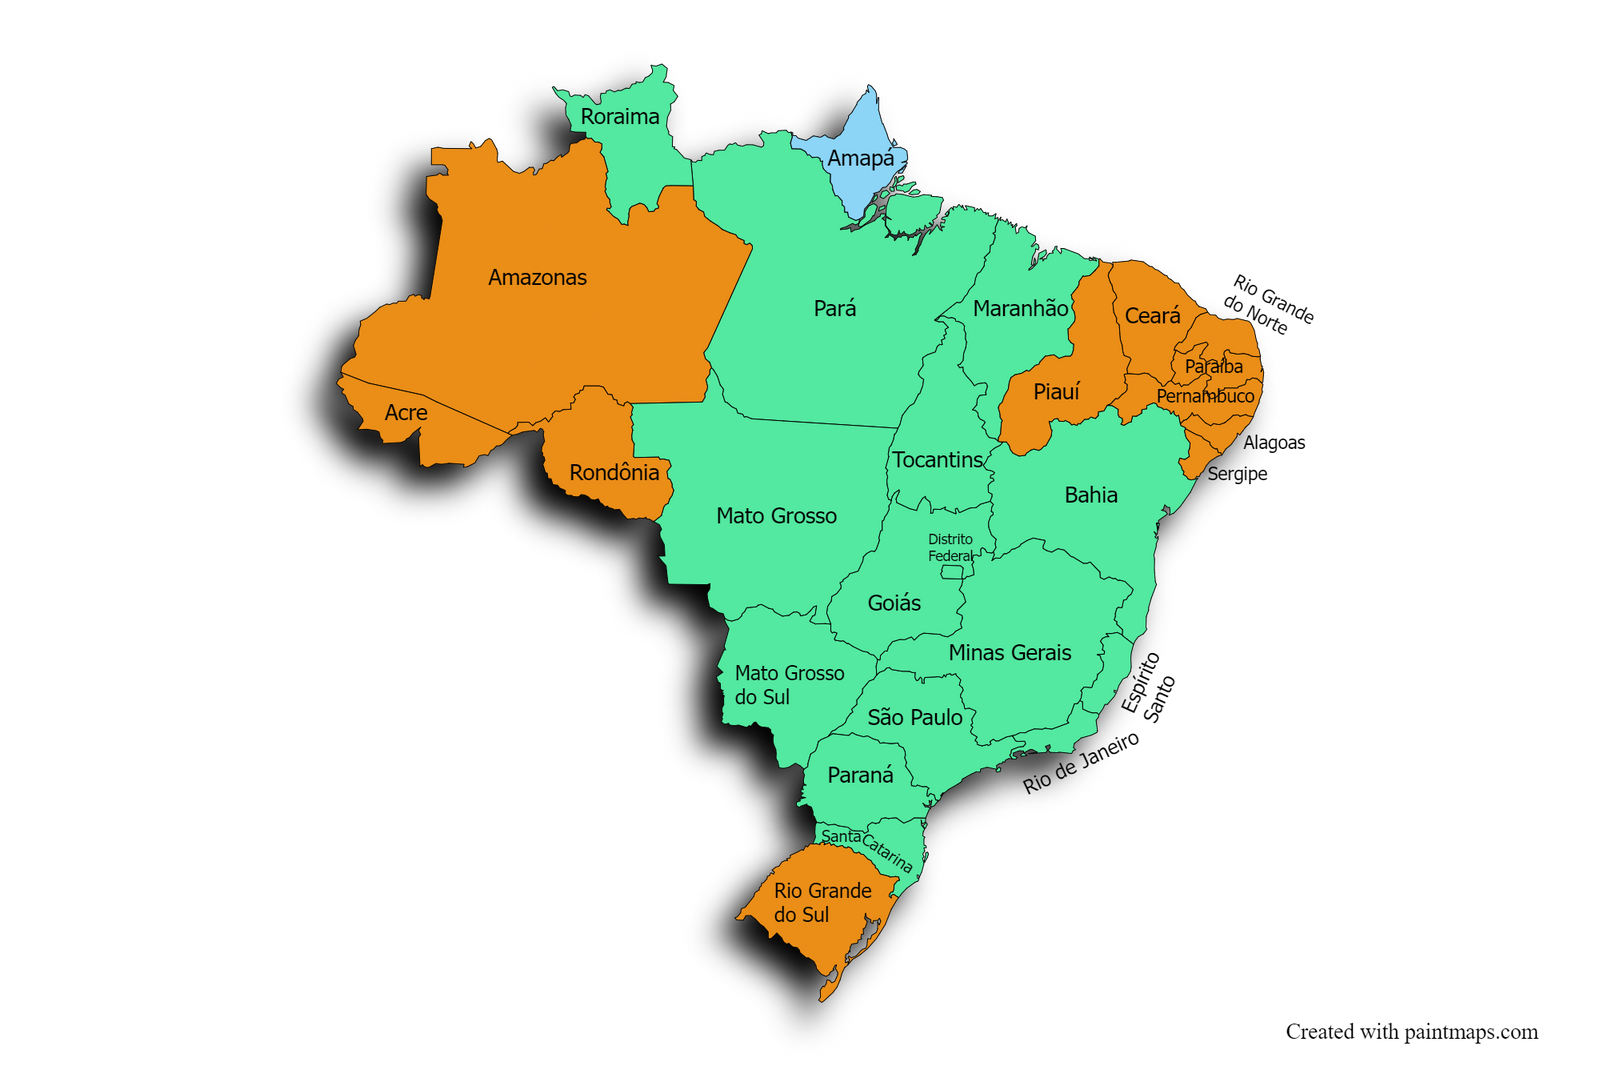 Roraima
Amapá
Amazonas
Pará
Maranhão
Ceará
Rio Grande
do Norte
Paraíba
Piauí
Pernambuco
Acre
Alagoas
Rondônia
Tocantins
Sergipe
Bahia
Mato Grosso
Distrito
Federal
Goiás
Minas Gerais
Espírito
Santo
Mato Grosso
do Sul
São Paulo
Rio de Janeiro
Paraná
Santa Catarina
Rio Grande
do Sul
Created with paintmaps.com